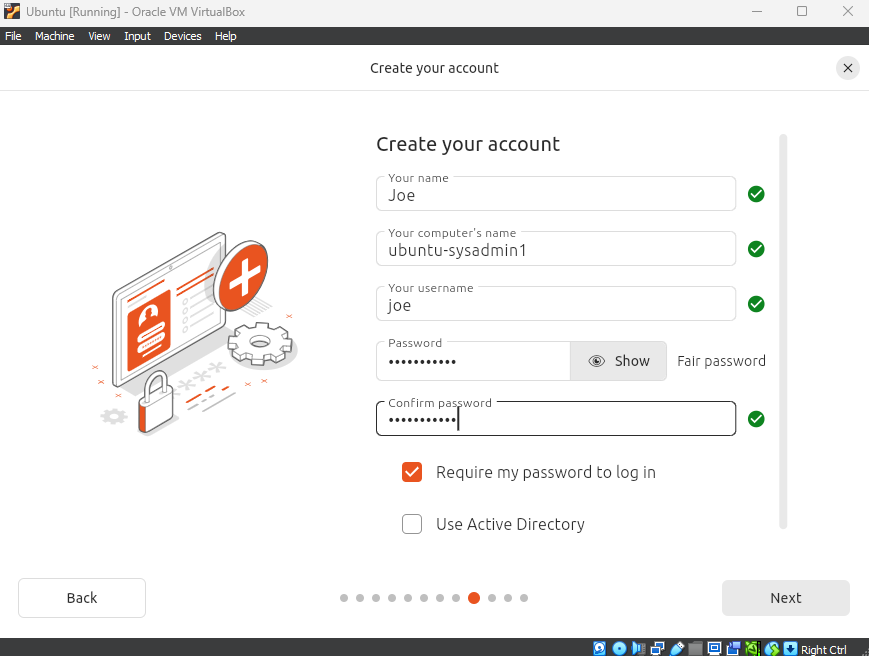 Ubuntu [Running] - Oracle VM VirtualBox
File Machine View Input Devices Help
Create your account
Create your account
Your name
Joe
Your computer's name
ubuntu-sysadmin1
Your username
joe
Password
••••••••••• Show Fair password
Confirm password
•••••••••••
Require my password to log in
Use Active Directory
Back Next
Right Ctrl